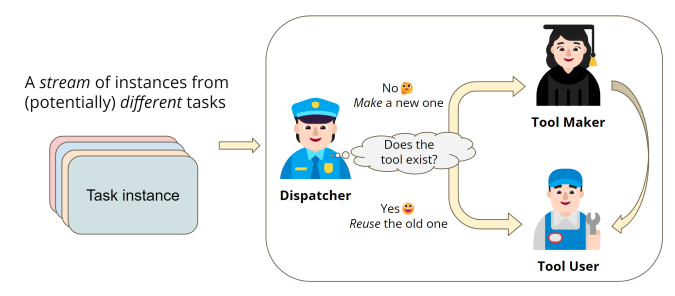 A stream of instances from
(potentially) different tasks
Task instance
Dispatcher
Does the
tool exist?
No
Make a new one
Yes
Reuse the old one
Tool Maker
Tool User